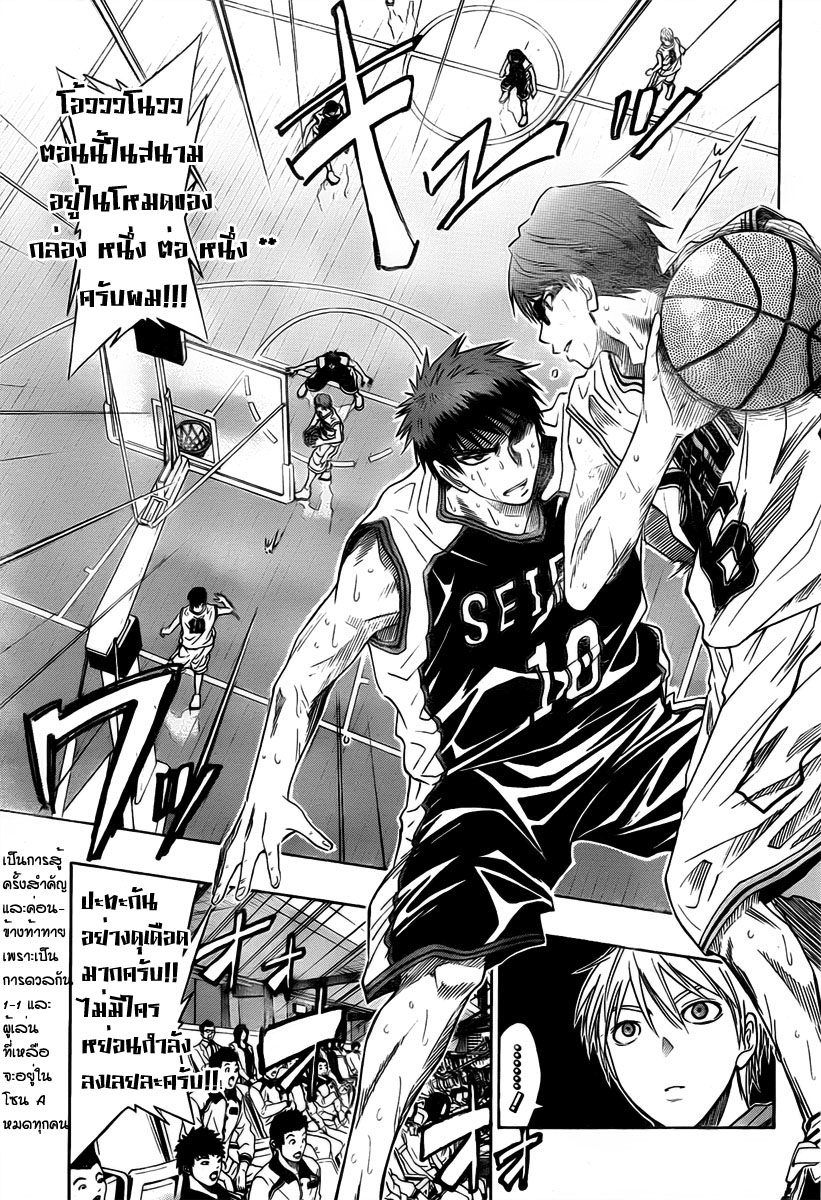 โอ้วววโนวว
ตอนนี้ในสนาม
อยู่ในโหมดของ
กล่อง หนึ่ง ต่อ หนึ่ง **
ครับผม!!!
キュッ
SEI
10
6
10
ワッ
เป็นการสู้
ครั้งสำคัญ
และค่อน-
ข้างท้าทาย
เพราะเป็น
การดวลกัน
1-1 และ
ผู้เล่น
ที่เหลือ
จะอยู่ใน
โซน A
หมดทุกคน
ปะทะกัน
อย่างดุเดือด
มากครับ!!
ไม่มีใคร
หย่อนกำลัง
ลงเลยละครับ!!
オオ
オオオ